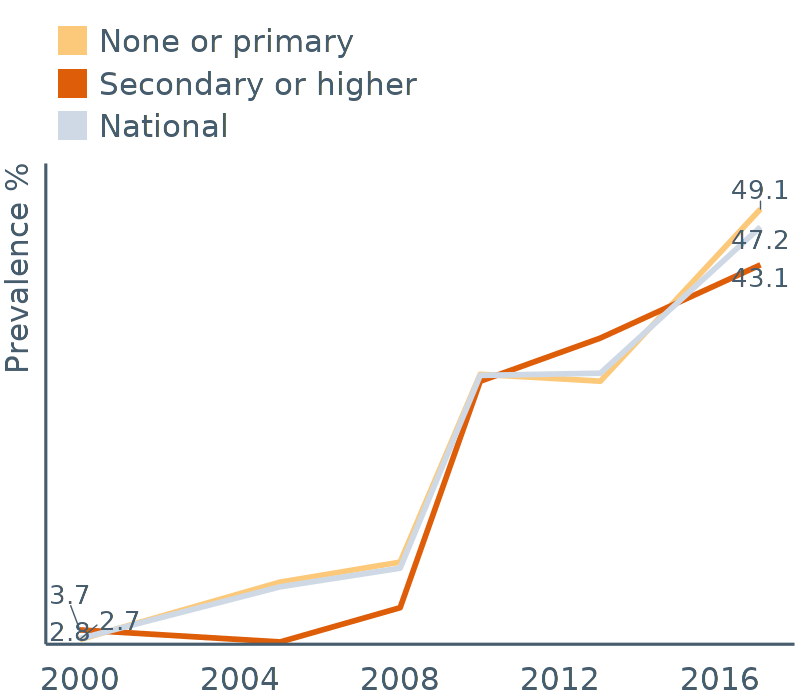 None or primary
Secondary or higher
National
Prevalence %
49.1
47.2
43.1
3.7
2.7
2.8
2000 2004 2008 2012 2016